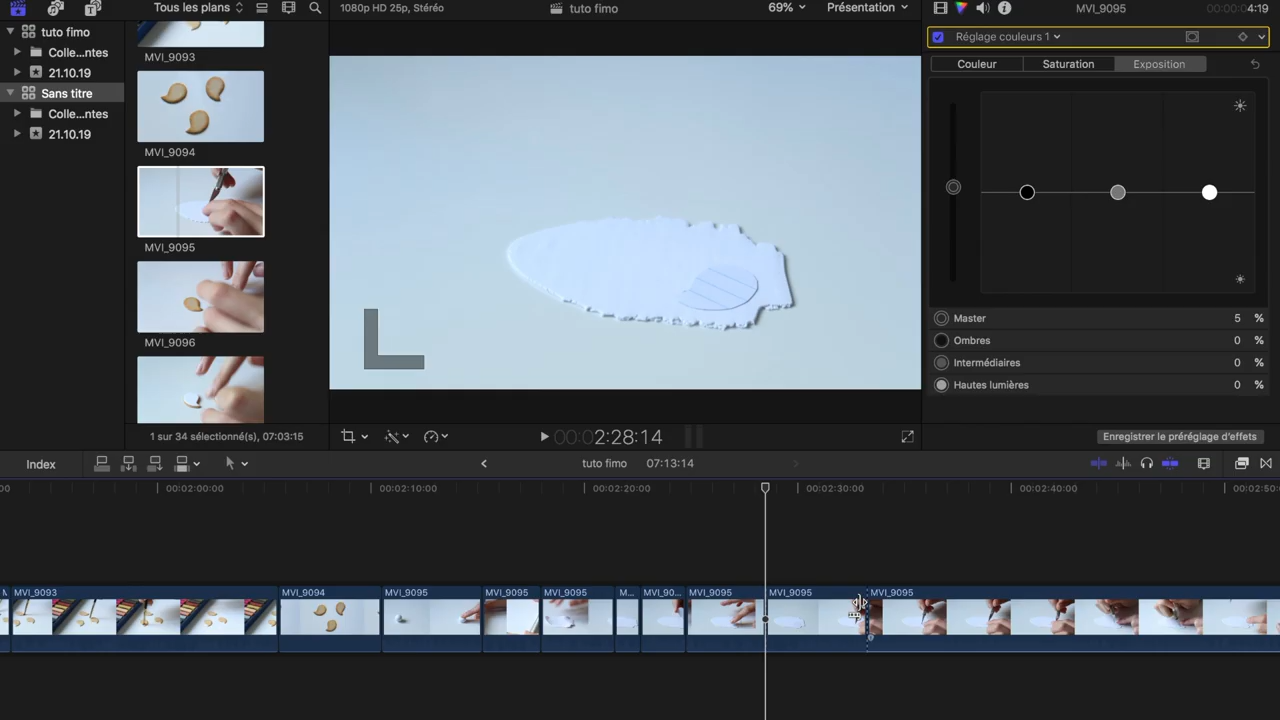 Tous les plans
1080p HD 25p, Stéréo
tuto fimo
69%
Présentation
MVI_9095
00:00:04:19
tuto fimo
Colle...ntes
21.10.19
Sans titre
Colle...ntes
21.10.19
MVI_9093
MVI_9094
MVI_9095
MVI_9096
1 sur 34 sélectionné(s), 07:03:15
Réglage couleurs 1
Couleur
Saturation
Exposition
Master 5 %
Ombres 0 %
Intermédiaires 0 %
Hautes lumières 0 %
Enregistrer le préréglage d'effets
00:02:28:14
Index
tuto fimo
07:13:14
00:02:00:00
00:02:10:00
00:02:20:00
00:02:30:00
00:02:40:00
00:02:50:
MVI_9093
MVI_9094
MVI_9095
MVI_9095
MVI_9095
M...
MVI_90...
MVI_9095
MVI_9095
MVI_9095